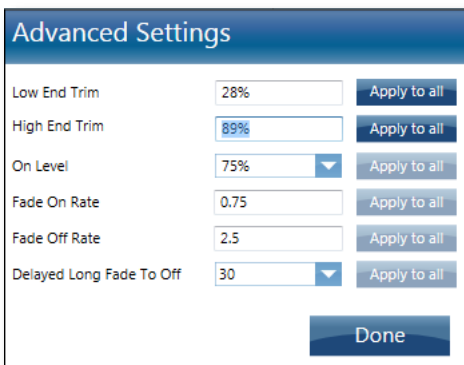 Advanced Settings
Low End Trim 28% Apply to all
High End Trim 89% Apply to all
On Level 75% Apply to all
Fade On Rate 0.75 Apply to all
Fade Off Rate 2.5 Apply to all
Delayed Long Fade To Off 30 Apply to all
Done